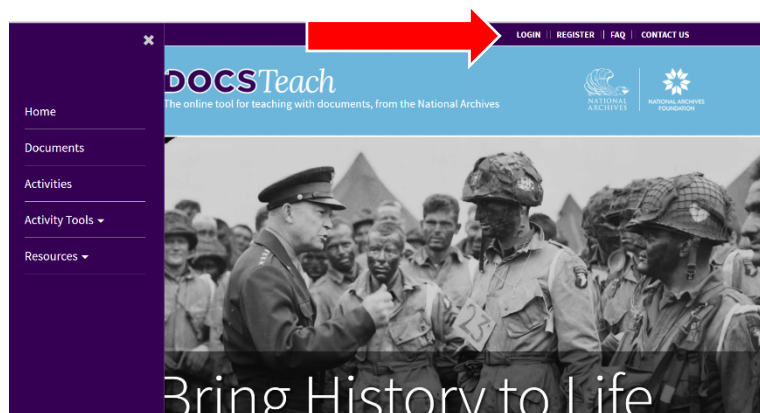 LOGIN || REGISTER || FAQ | CONTACT US
DOCSTeach
The online tool for teaching with documents, from the National Archives
NATIONAL
ARCHIVES
NATIONAL ARCHIVES
FOUNDATION
Home
Documents
Activities
Activity Tools
Resources
23
Bring History to Life